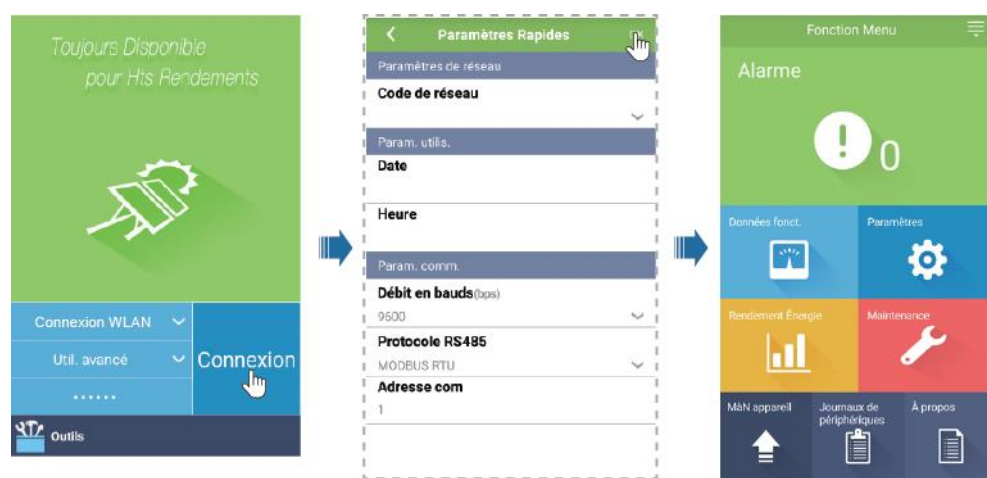 Toujours Disponible
pour Hts Rendements
Connexion WLAN
Util. avancé
Connexion
......
Outils
Paramètres Rapides
Paramètres de réseau
Code de réseau
Param. utilis.
Date
Heure
Param. comm.
Débit en bauds(bps)
9600
Protocole RS485
MODBUS RTU
Adresse com
1
Fonction Menu
Alarme
0
Données fonct.
Paramètres
Rendement Énergie
Maintenance
MàN appareil
Journaux de
périphériques
À propos